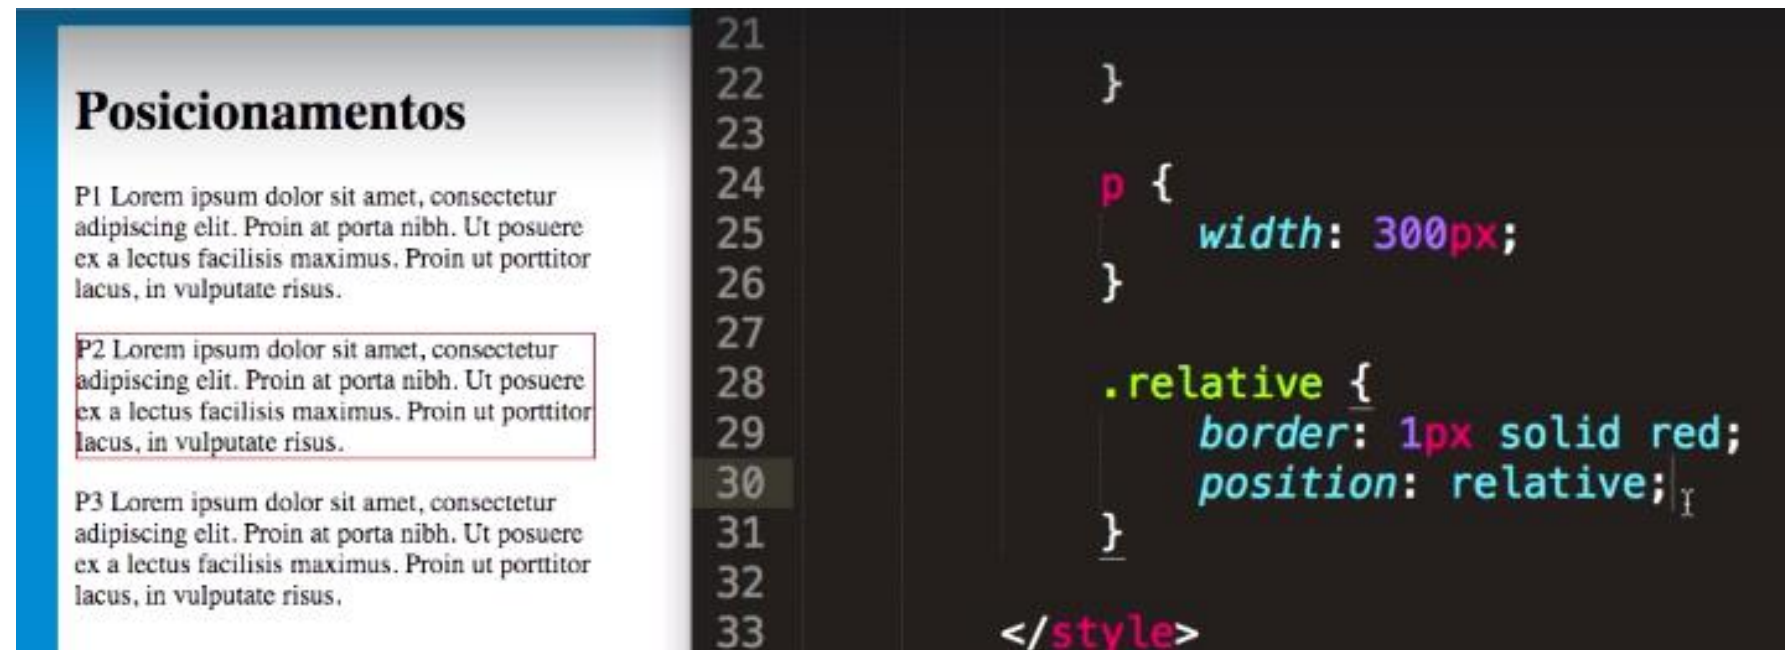 Posicionamentos
P1 Lorem ipsum dolor sit amet, consectetur
adipiscing elit. Proin at porta nibh. Ut posuere
ex a lectus facilisis maximus. Proin ut porttitor
lacus, in vulputate risus.
P2 Lorem ipsum dolor sit amet, consectetur
adipiscing elit. Proin at porta nibh. Ut posuere
ex a lectus facilisis maximus. Proin ut porttitor
lacus, in vulputate risus.
P3 Lorem ipsum dolor sit amet, consectetur
adipiscing elit. Proin at porta nibh. Ut posuere
ex a lectus facilisis maximus. Proin ut porttitor
lacus, in vulputate risus.
21
22 }
23
24 p {
25 width: 300px;
26 }
27
28 .relative {
29 border: 1px solid red;
30 position: relative;
31 }
32
33 </style>